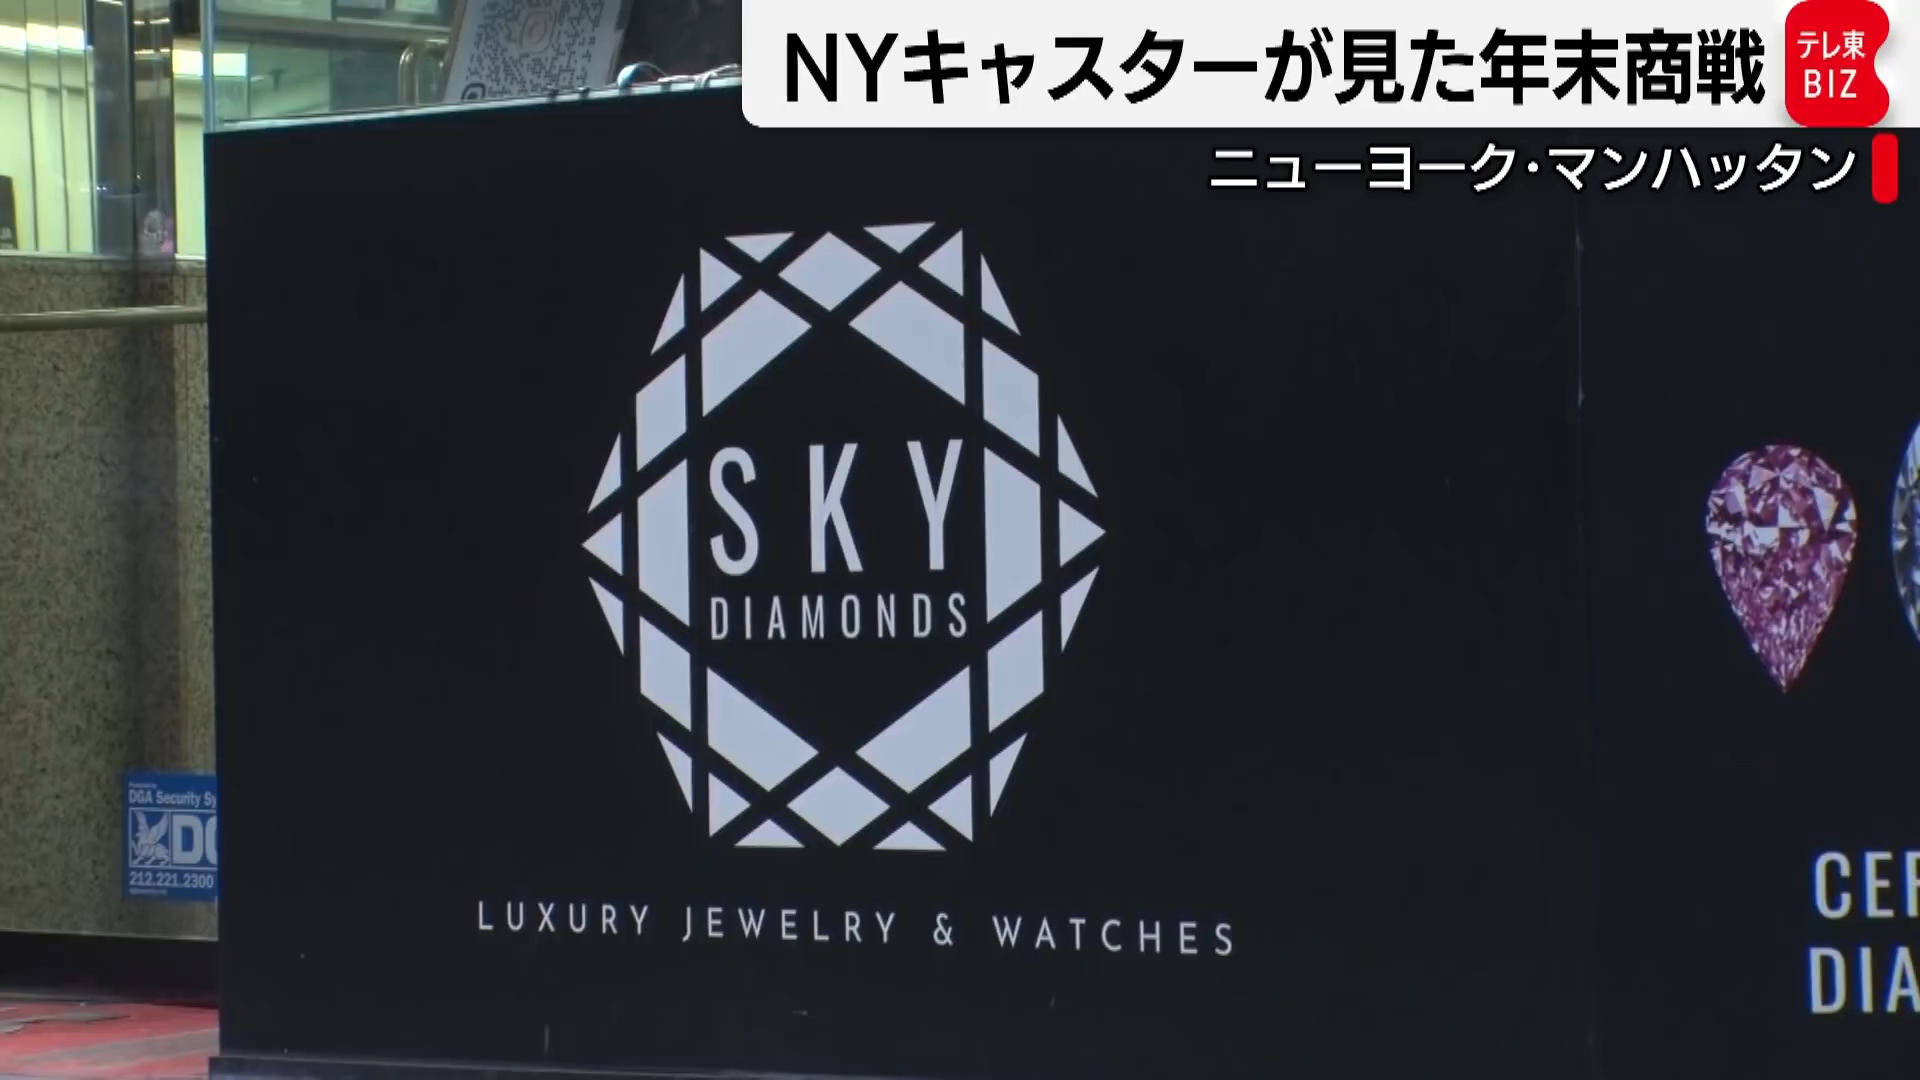 NYキャスターが見た年末商戦
テレ東
BIZ
ニューヨーク・マンハッタン
SKY
DIAMONDS
LUXURY JEWELRY & WATCHES
DGA Security Sy
212.221.2300
CER
DIA